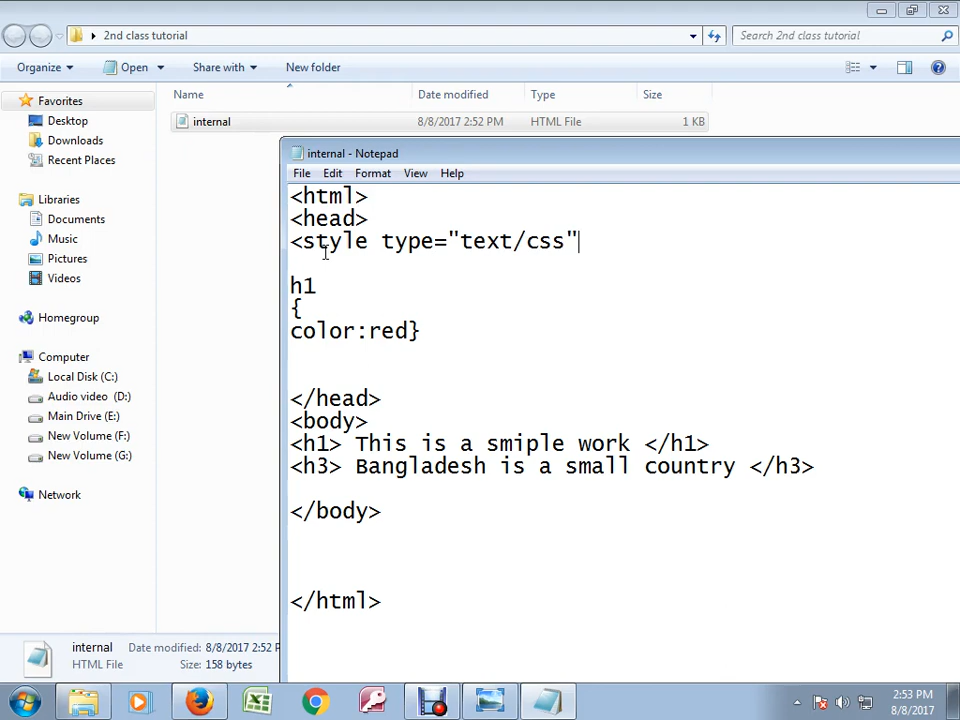 2nd class tutorial
Search 2nd class tutorial
Organize Open Share with New folder
Favorites
Desktop
Downloads
Recent Places
Libraries
Documents
Music
Pictures
Videos
Homegroup
Computer
Local Disk (C:)
Audio video (D:)
Main Drive (E:)
New Volume (F:)
New Volume (G:)
Network
Name Date modified Type Size
internal 8/8/2017 2:52 PM HTML File 1 KB
internal - Notepad
File Edit Format View Help
<html>
<head>
<style type="text/css"
h1
{
color:red}
</head>
<body>
<h1> This is a smiple work </h1>
<h3> Bangladesh is a small country </h3>
</body>
</html>
internal Date modified: 8/8/2017 2:52 P
HTML File Size: 158 bytes
2:53 PM
8/8/2017